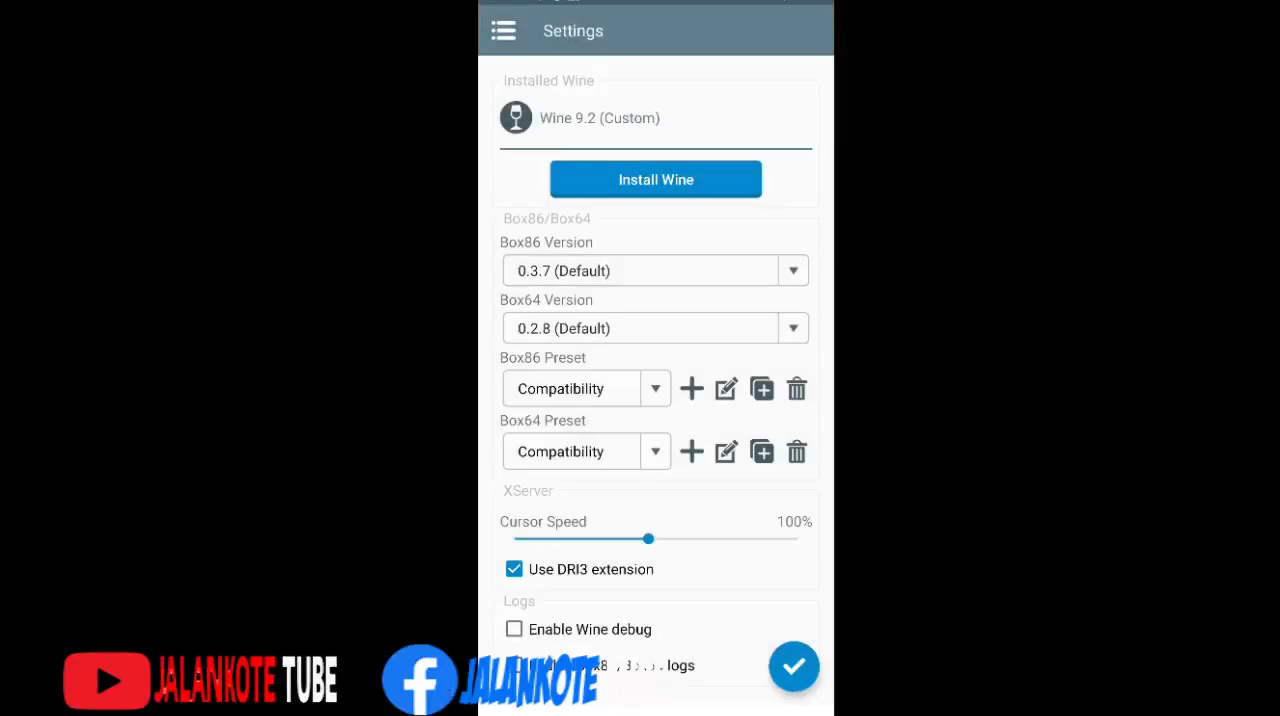 Settings
Installed Wine
Wine 9.2 (Custom)
Install Wine
Box86/Box64
Box86 Version
0.3.7 (Default)
Box64 Version
0.2.8 (Default)
Box86 Preset
Compatibility
Box64 Preset
Compatibility
XServer
Cursor Speed 100%
Use DRI3 extension
Logs
Enable Wine debug
logs
JALANKOTE TUBE
JALANKOTE